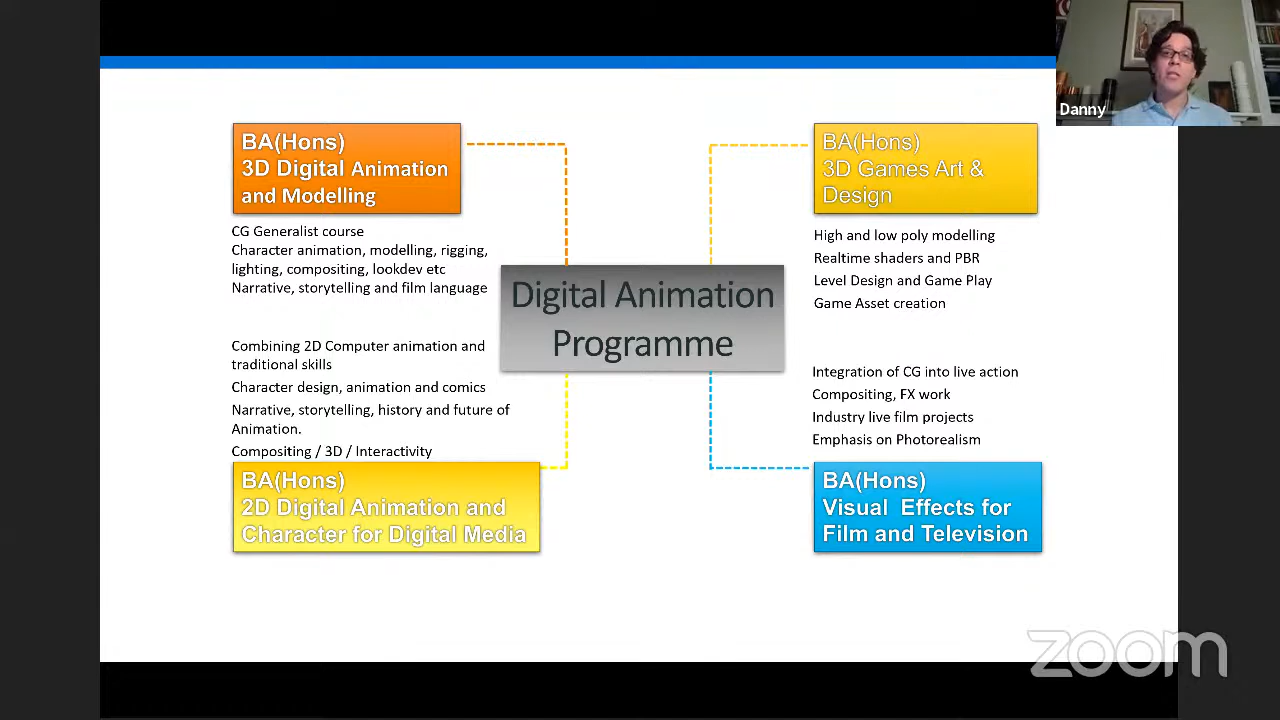 Danny
BA(Hons)
3D Digital Animation
and Modelling
CG Generalist course
Character animation, modelling, rigging,
lighting, compositing, lookdev etc
Narrative, storytelling and film language
BA(Hons)
3D Games Art &
Design
High and low poly modelling
Realtime shaders and PBR
Level Design and Game Play
Game Asset creation
Digital Animation
Programme
Combining 2D Computer animation and
traditional skills
Character design, animation and comics
Narrative, storytelling, history and future of
Animation.
Compositing / 3D / Interactivity
BA(Hons)
2D Digital Animation and
Character for Digital Media
Integration of CG into live action
Compositing, FX work
Industry live film projects
Emphasis on Photorealism
BA(Hons)
Visual  Effects for
Film and Television
zoom